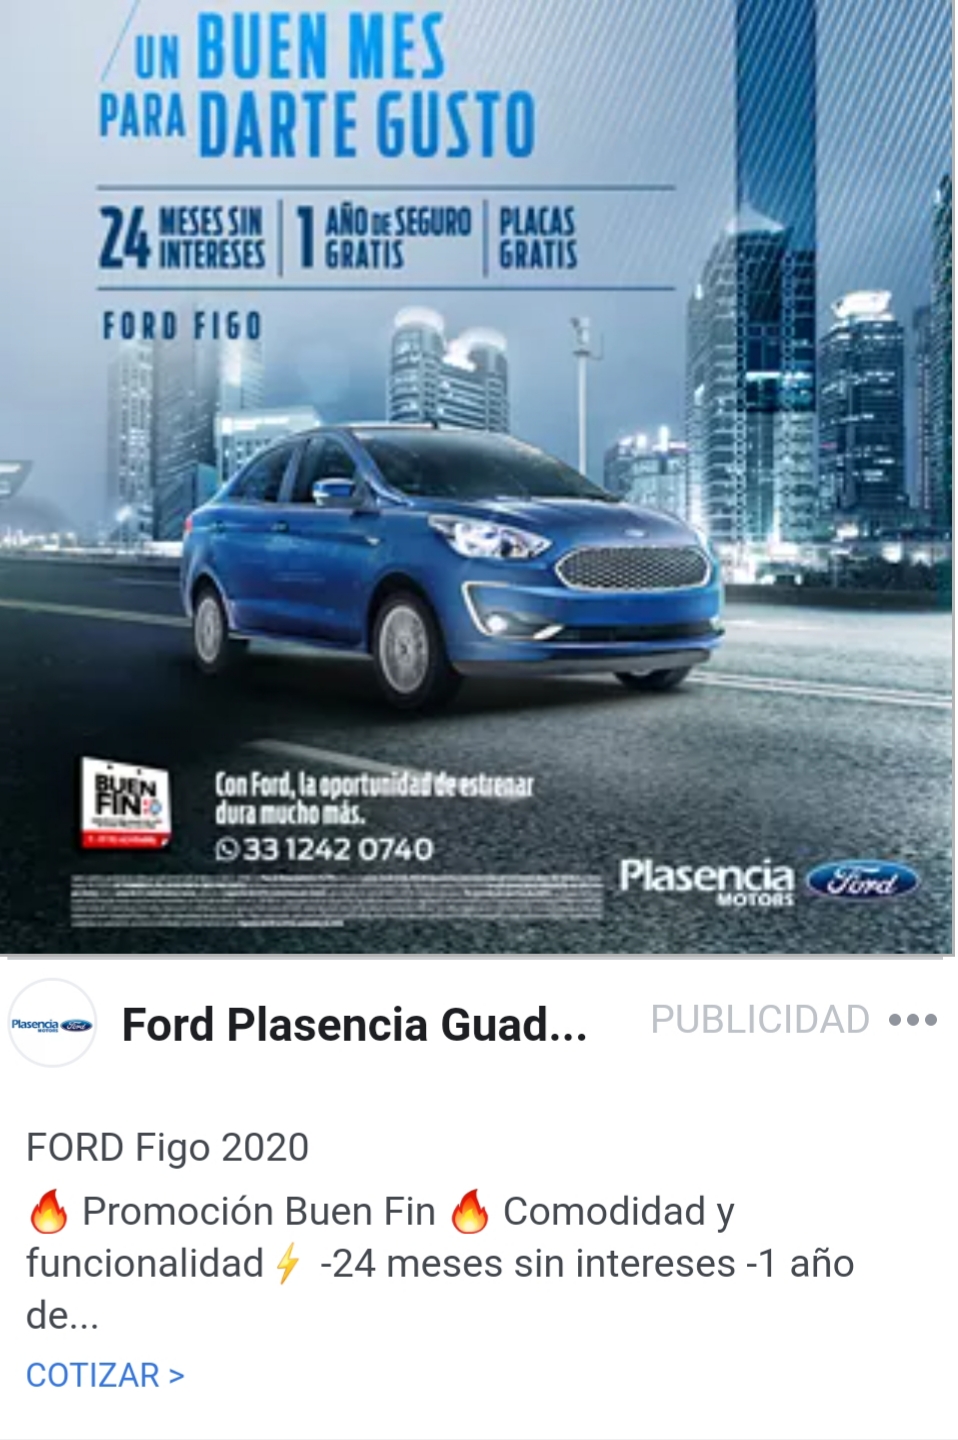 UN BUEN MES
PARA DARTE GUSTO
24 MESES SIN INTERESES
1 AÑO DE SEGURO GRATIS
PLACAS GRATIS
FORD FIGO
BUEN
FIN
Con Ford, la oportunidad de estrenar
dura mucho más.
33 1242 0740
Plasencia
MOTORS
Ford
Plasencia
Ford
Ford Plasencia Guad...
PUBLICIDAD
FORD Figo 2020
🔥 Promoción Buen Fin 🔥 Comodidad y
funcionalidad⚡ -24 meses sin intereses -1 año
de...
COTIZAR >